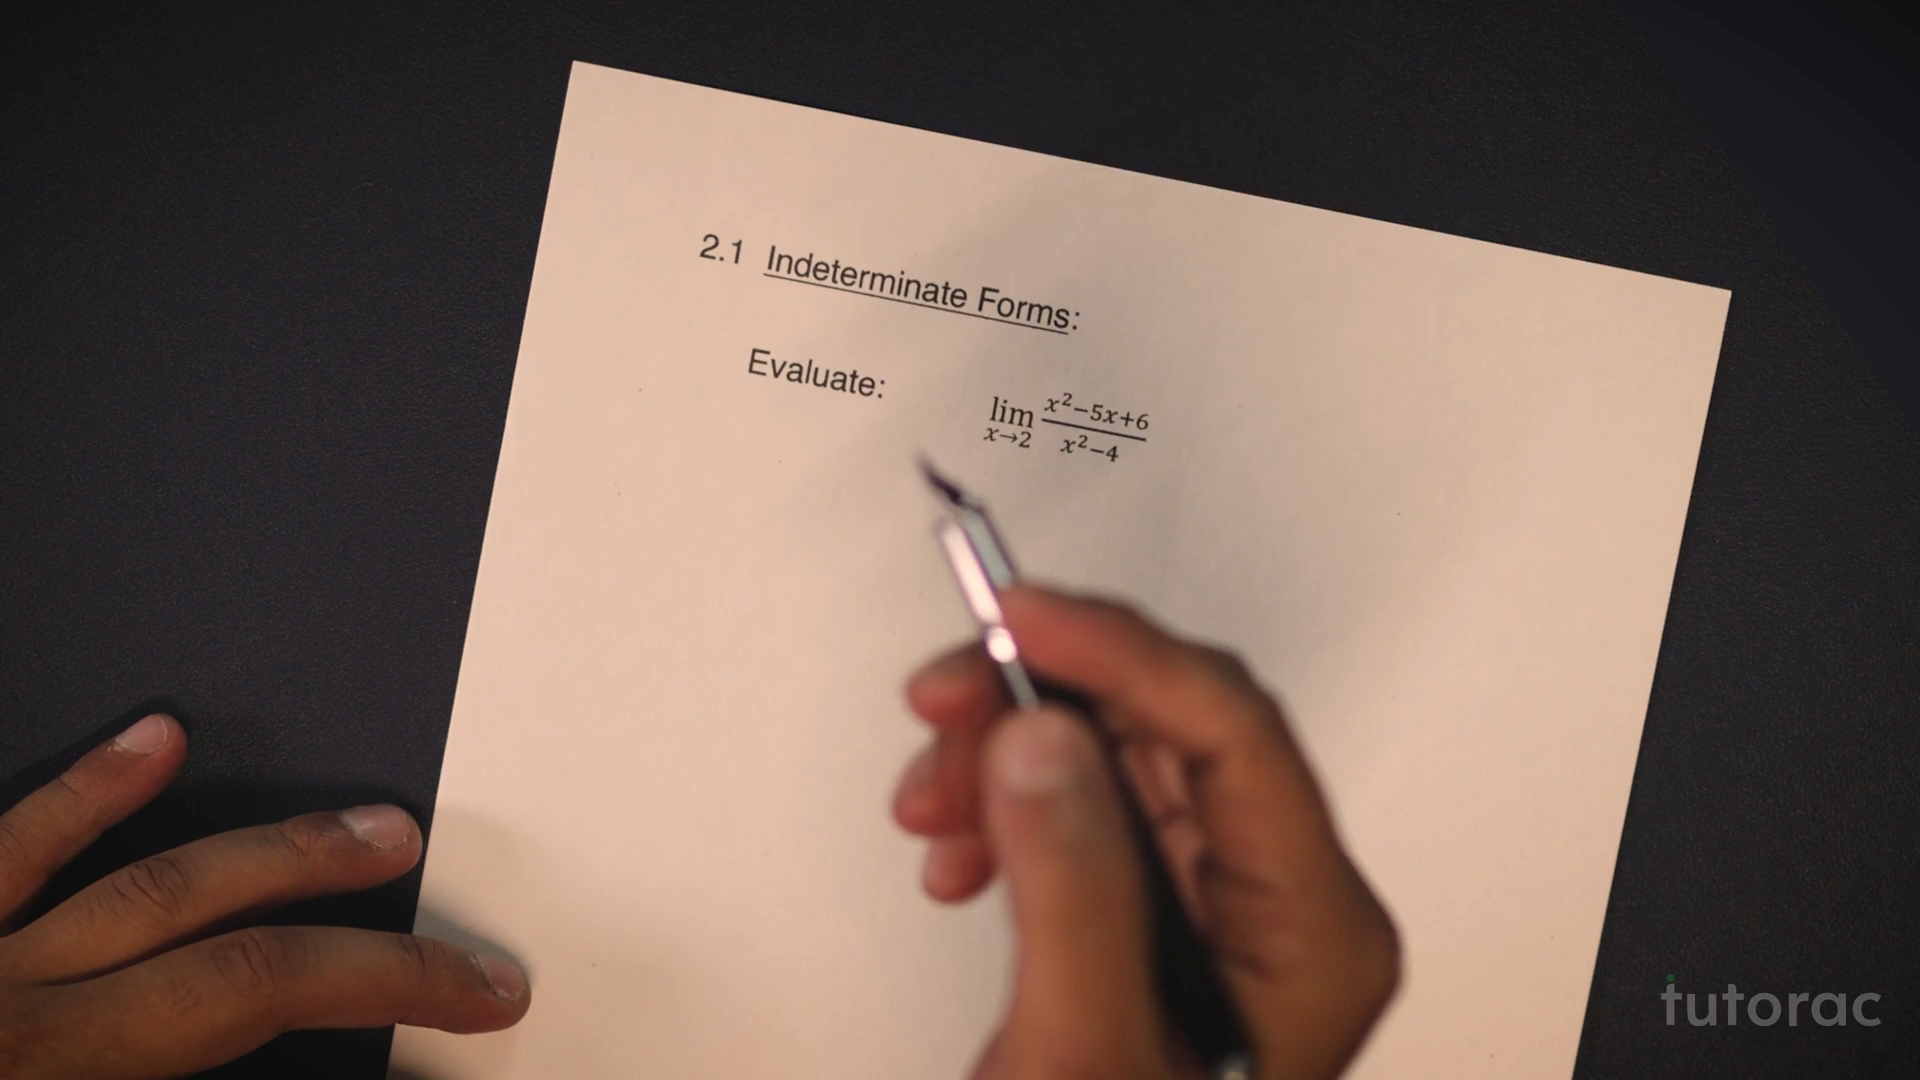 2.1 Indeterminate Forms:
Evaluate: lim x→2 x²−5x+6 / x²−4
tutorac